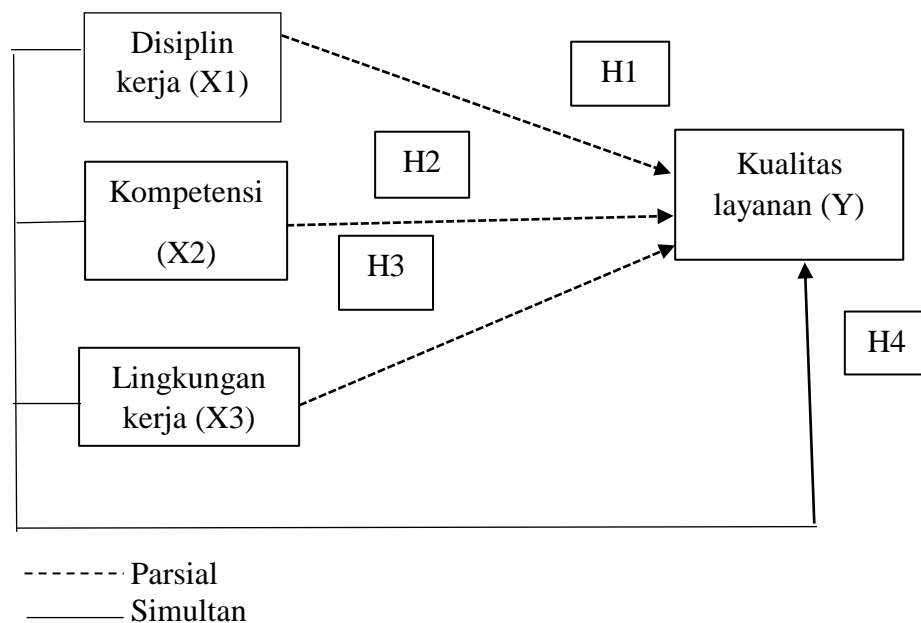 Disiplin
kerja (X1)
H1
H2
Kompetensi
(X2)
H3
Kualitas
layanan (Y)
H4
Lingkungan
kerja (X3)
Parsial
Simultan